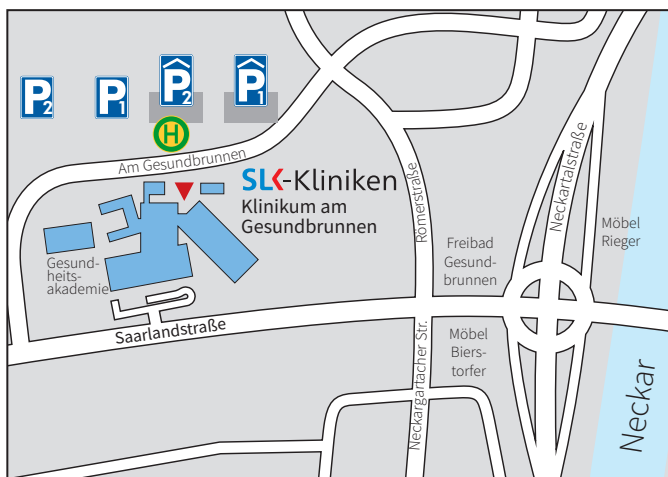 P2
P1
P2
P1
H
Am Gesundbrunnen
SLK-Kliniken
Klinikum am
Gesundbrunnen
Gesund-
heits-
akademie
Saarlandstraße
Römerstraße
Neckartalstraße
Möbel
Rieger
Freibad
Gesund-
brunnen
Möbel
Biers-
torfer
Neckargartacher Str.
Neckar